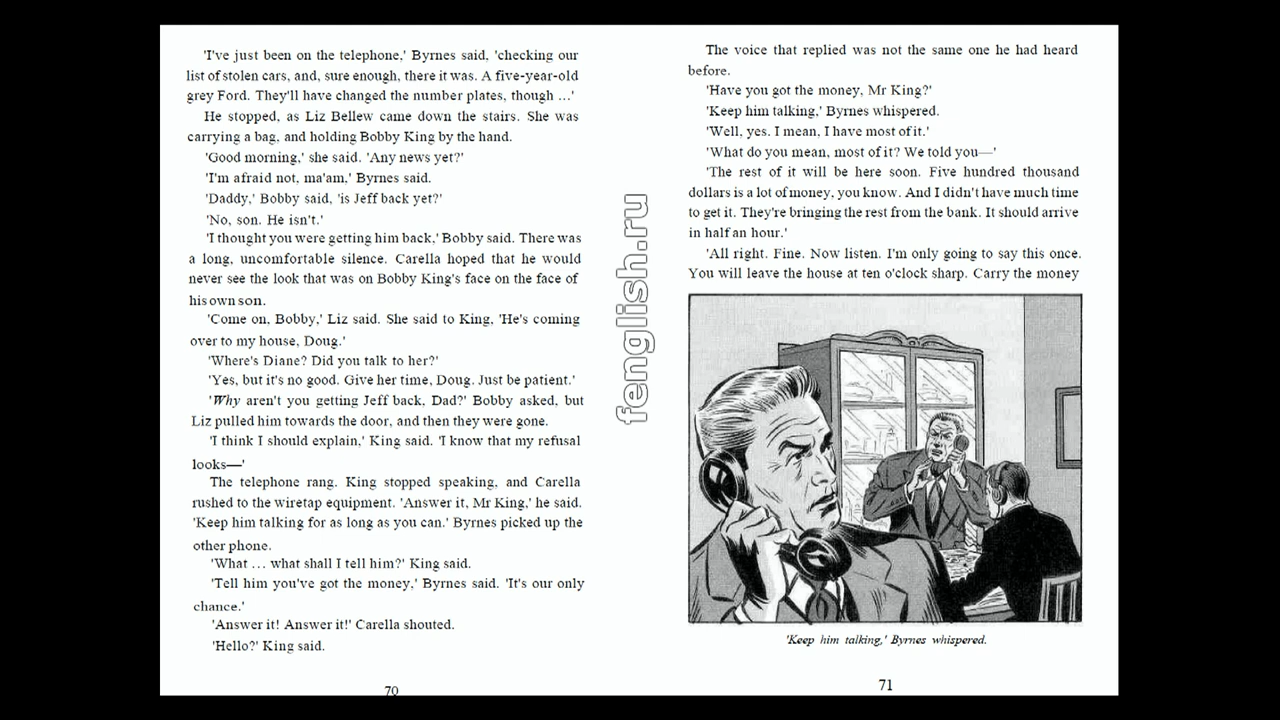 'I've just been on the telephone,' Byrnes said, 'checking our
list of stolen cars, and, sure enough, there it was. A five-year-old
grey Ford. They'll have changed the number plates, though ...'
He stopped, as Liz Bellew came down the stairs. She was
carrying a bag, and holding Bobby King by the hand.
'Good morning,' she said. 'Any news yet?'
'I'm afraid not, ma'am,' Byrnes said.
'Daddy,' Bobby said, 'is Jeff back yet?'
'No, son. He isn't.'
'I thought you were getting him back,' Bobby said. There was
a long, uncomfortable silence. Carella hoped that he would
never see the look that was on Bobby King's face on the face of
his own son.
'Come on, Bobby,' Liz said. She said to King, 'He's coming
over to my house, Doug.'
'Where's Diane? Did you talk to her?'
'Yes, but it's no good. Give her time, Doug. Just be patient.'
'Why aren't you getting Jeff back, Dad?' Bobby asked, but
Liz pulled him towards the door, and then they were gone.
'I think I should explain,' King said. 'I know that my refusal
looks—'
The telephone rang. King stopped speaking, and Carella
rushed to the wiretap equipment. 'Answer it, Mr King,' he said.
'Keep him talking for as long as you can.' Byrnes picked up the
other phone.
'What ... what shall I tell him?' King said.
'Tell him you've got the money,' Byrnes said. 'It's our only
chance.'
'Answer it! Answer it!' Carella shouted.
'Hello?' King said.
70
fenglish.ru
The voice that replied was not the same one he had heard
before.
'Have you got the money, Mr King?'
'Keep him talking,' Byrnes whispered.
'Well, yes. I mean, I have most of it.'
'What do you mean, most of it? We told you—'
'The rest of it will be here soon. Five hundred thousand
dollars is a lot of money, you know. And I didn't have much time
to get it. They're bringing the rest from the bank. It should arrive
in half an hour.'
'All right. Fine. Now listen. I'm only going to say this once.
You will leave the house at ten o'clock sharp. Carry the money
'Keep him talking,' Byrnes whispered.
71